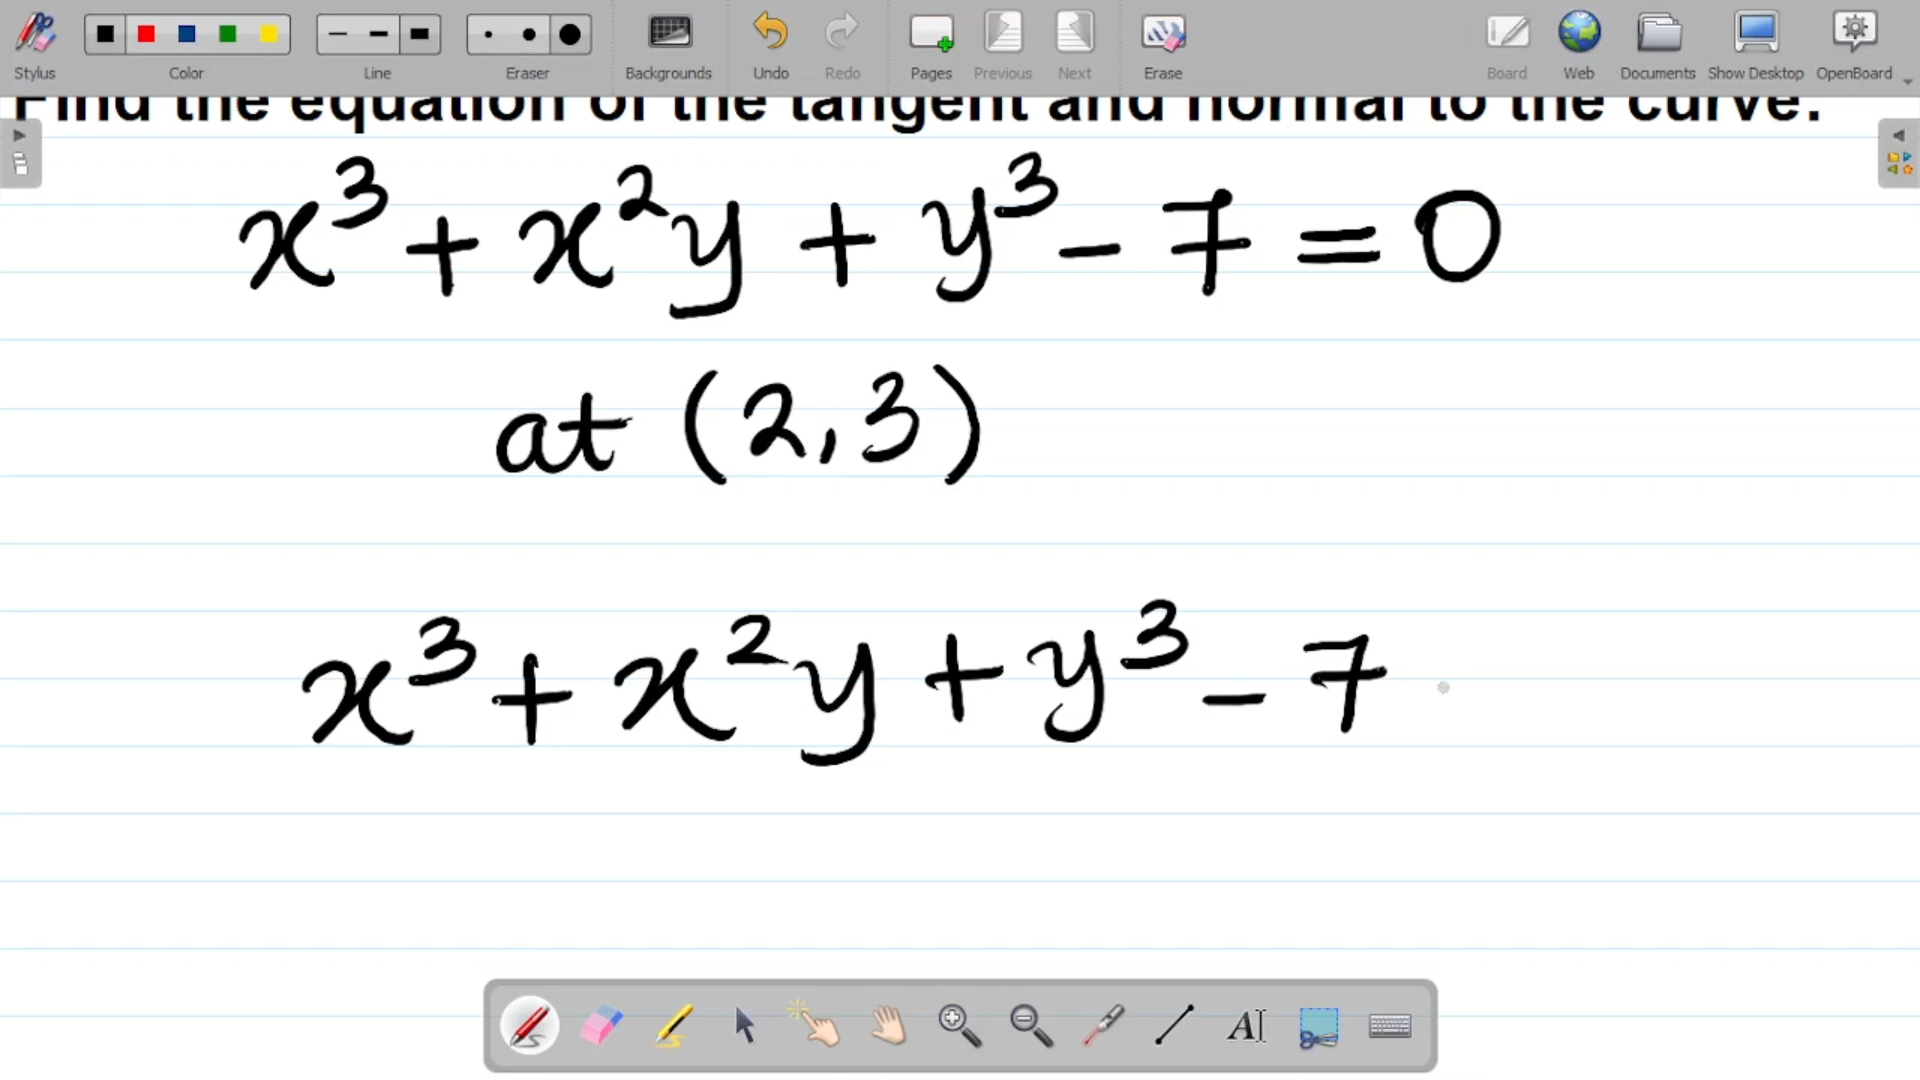 Stylus
Color
Line
Eraser
Backgrounds
Undo
Redo
Pages
Previous
Next
Erase
Board
Web
Documents
Show Desktop
OpenBoard
Find the equation of the tangent and normal to the curve:
x³ + x²y + y³ - 7 = 0
at (2,3)
x³ + x²y + y³ - 7
AI